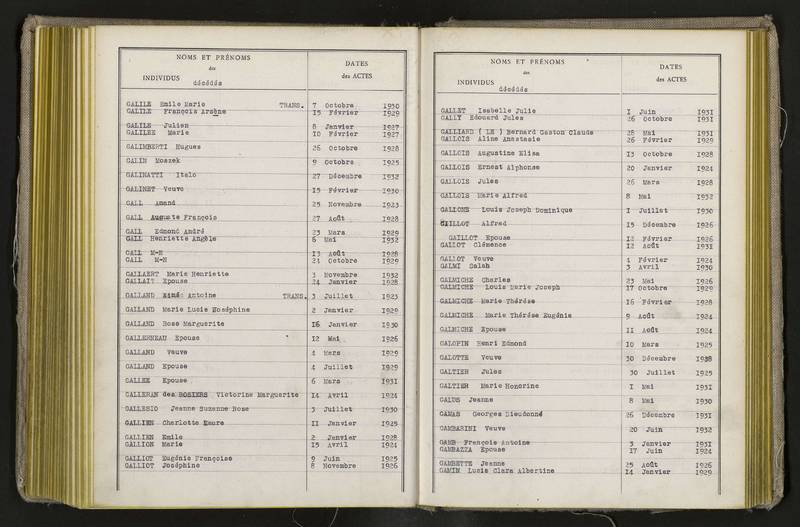 NOMS ET PRÉNOMS
des
INDIVIDUS
décédés
DATES
des ACTES
GALILE Emile Marie TRANS. 7 Octobre 1930
GALILE François Arsène 15 Février 1929
GALILE Julien 8 Janvier 1927
GALILEE Marie 10 Février 1927
GALIMBERTI Hugues 26 Octobre 1928
GALIN Moszek 9 Octobre 1925
GALINATTI Italo 27 Décembre 1932
GALINET Veuve 15 Février 1930
GALL Amand 25 Novembre 1923
GALL Auguste François 27 Août 1928
GALL Edmond André 23 Mars 1929
GALL Henriette Angèle 6 Mai 1932
GALL M-N 13 Août 1928
GALL M-N 21 Octobre 1929
GALLAERT Marie Henriette 3 Novembre 1932
GALLAIS Epouse 24 Janvier 1928
GALLAND Aimée Antoine TRANS. 3 Juillet 1923
GALLAND Marie Lucie Joséphine 2 Janvier 1929
GALLAND Rose Marguerite 16 Janvier 1930
GALLERNEAU Epouse 12 Mai 1926
GALLAND Veuve 4 Mars 1929
GALLAND Epouse 4 Juillet 1929
GALLEE Epouse 6 Mars 1931
GALLERAN des ROSIERS Victorine Marguerite 14 Avril 1924
GALLESIO Jeanne Suzanne Rose 3 Juillet 1930
GALLIEN Charlotte Laure 11 Janvier 1925
GALLIEN Emile 2 Janvier 1928
GALLION Marie 15 Avril 1924
GALLIOT Eugénie Françoise 9 Juin 1925
GALLIOT Joséphine 8 Novembre 1926
NOMS ET PRÉNOMS
des
INDIVIDUS
décédés
DATES
des ACTES
GALLET Isabelle Julie I Juin 1931
GALLY Edouard Jules 26 Octobre 1931
GALLIARD ( LE ) Bernard Gaston Claude 28 Mai 1931
GALLOIS Aline Anastasie 26 Février 1929
GALLOIS Augustine Elisa 13 Octobre 1928
GALLOIS Ernest Alphonse 20 Janvier 1924
GALLOIS Jules 26 Mars 1928
GALLOIS Marie Alfred 8 Mai 1932
GALLONE Louis Joseph Dominique I Juillet 1930
GAILLOT Alfred 15 Décembre 1926
GAILLOT Epouse 12 Février 1926
GALLOT Clémence 12 Août 1931
GALLOT Veuve 4 Février 1924
GALMI Salah 3 Avril 1930
GALMICHE Charles 23 Mai 1926
GALMICHE Louis Marie Joseph 17 Octobre 1929
GALMICHE Marie Thérèse 16 Février 1928
GALMICHE Marie Thérèse Eugénie 9 Août 1924
GALMICHE Epouse II Août 1924
GALOPIN Henri Edmond 10 Mars 1925
GALOTTE Veuve 30 Décembre 1928
GALTIER Jules 30 Juillet 1925
GALTIER Marie Honorine I Mai 1931
GALUS Jeanne 8 Mai 1930
GAMAS Georges Dieudonné 26 Décembre 1931
GAMBARINI Veuve 20 Juin 1932
GAMB François Antoine 3 Janvier 1931
GAMBAZZA Epouse 17 Juin 1924
GAMBETTE Jeanne 25 Août 1926
GAMIN Lucie Clara Albertine 14 Janvier 1929